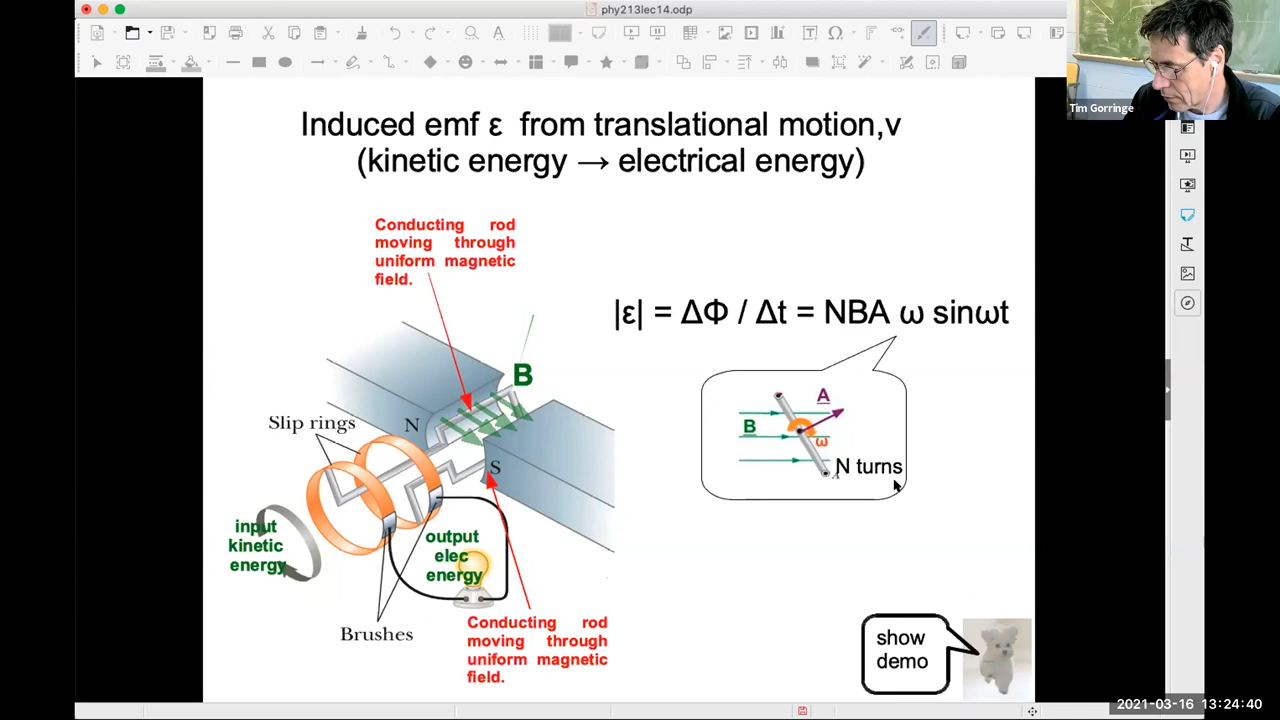 phy213lec14.odp
Tim Gorringe
Induced emf ε from translational motion,v
(kinetic energy → electrical energy)
Conducting rod
moving through
uniform magnetic
field.
|ε| = ΔΦ / Δt = NBA ω sinωt
B
A
B
ω
N turns
Slip rings
N
S
input
kinetic
energy
output
elec
energy
Brushes
Conducting rod
moving through
uniform magnetic
field.
show
demo
2021-03-16 13:24:40